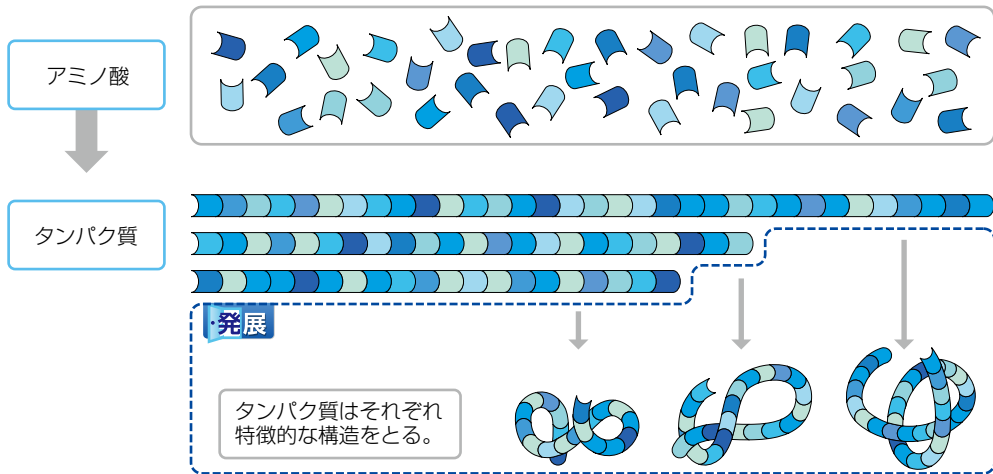 アミノ酸
タンパク質
・発展
タンパク質はそれぞれ
特徴的な構造をとる。